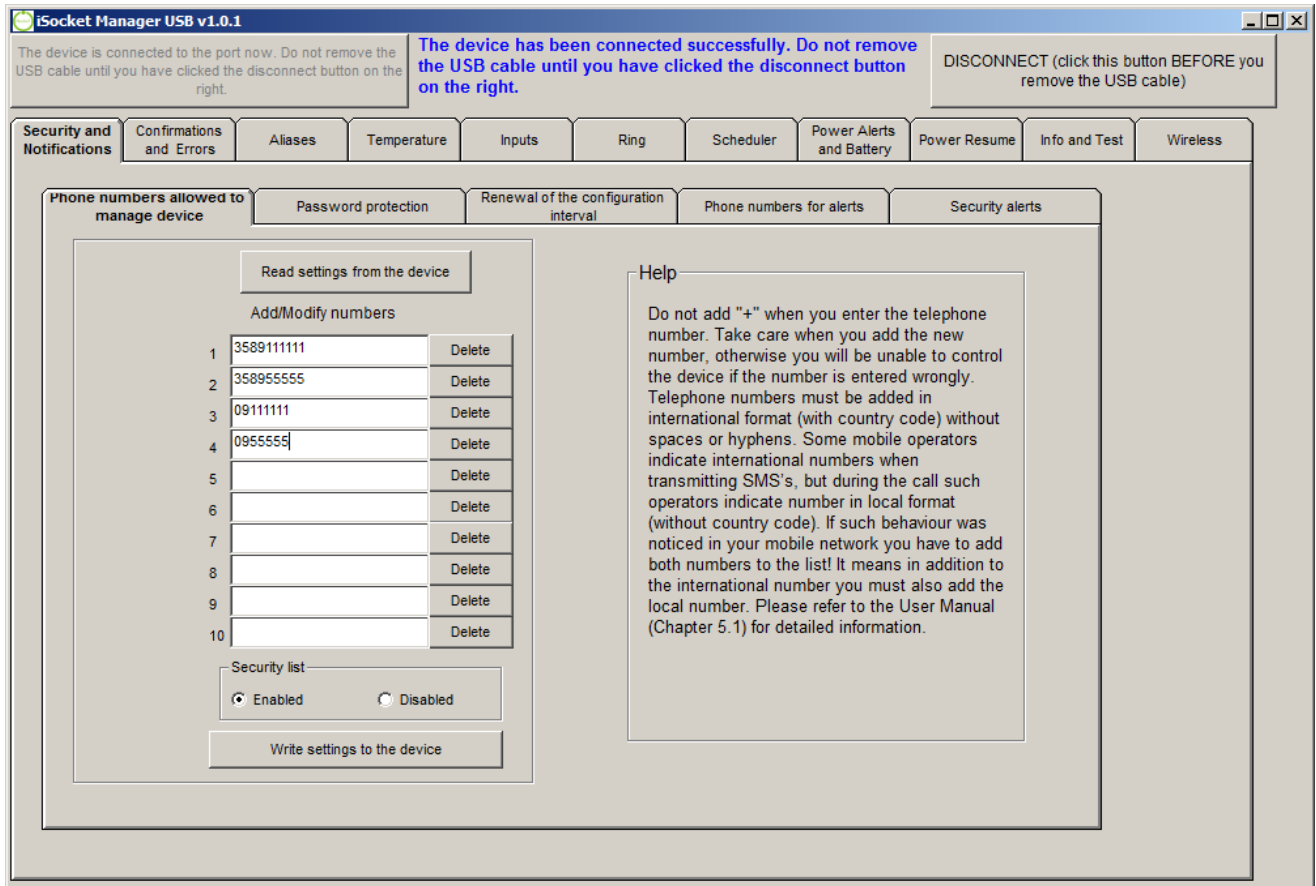 iSocket Manager USB v1.0.1
The device is connected to the port now. Do not remove the
USB cable until you have clicked the disconnect button on the
right.
The device has been connected successfully. Do not remove
the USB cable until you have clicked the disconnect button
on the right.
DISCONNECT (click this button BEFORE you
remove the USB cable)
Security and
Notifications
Confirmations
and Errors
Aliases
Temperature
Inputs
Ring
Scheduler
Power Alerts
and Battery
Power Resume
Info and Test
Wireless
Phone numbers allowed to
manage device
Password protection
Renewal of the configuration
interval
Phone numbers for alerts
Security alerts
Read settings from the device
Add/Modify numbers
1 3589111111 Delete
2 358955555 Delete
3 09111111 Delete
4 0955555 Delete
5 Delete
6 Delete
7 Delete
8 Delete
9 Delete
10 Delete
Security list
Enabled Disabled
Write settings to the device
Help
Do not add "+" when you enter the telephone
number. Take care when you add the new
number, otherwise you will be unable to control
the device if the number is entered wrongly.
Telephone numbers must be added in
international format (with country code) without
spaces or hyphens. Some mobile operators
indicate international numbers when
transmitting SMS's, but during the call such
operators indicate number in local format
(without country code). If such behaviour was
noticed in your mobile network you have to add
both numbers to the list! It means in addition to
the international number you must also add the
local number. Please refer to the User Manual
(Chapter 5.1) for detailed information.